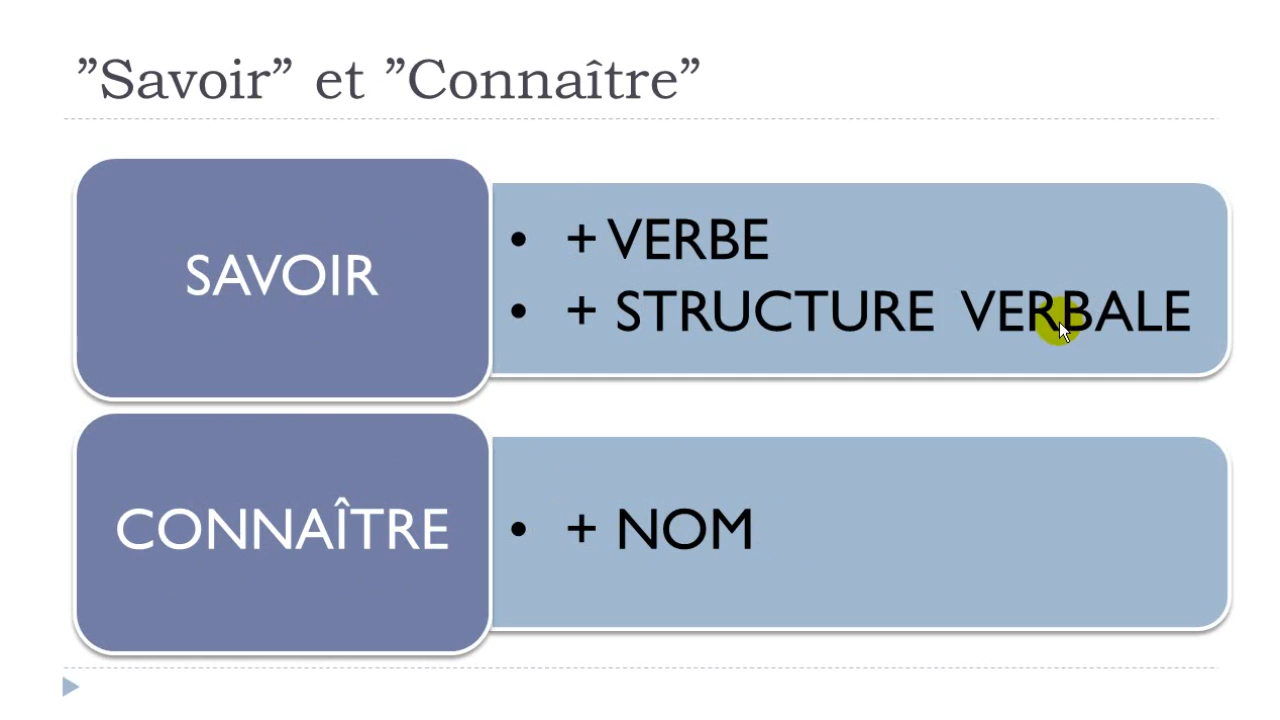 ”Savoir” et ”Connaître”
SAVOIR
• + VERBE
• + STRUCTURE VERBALE
CONNAÎTRE
• + NOM